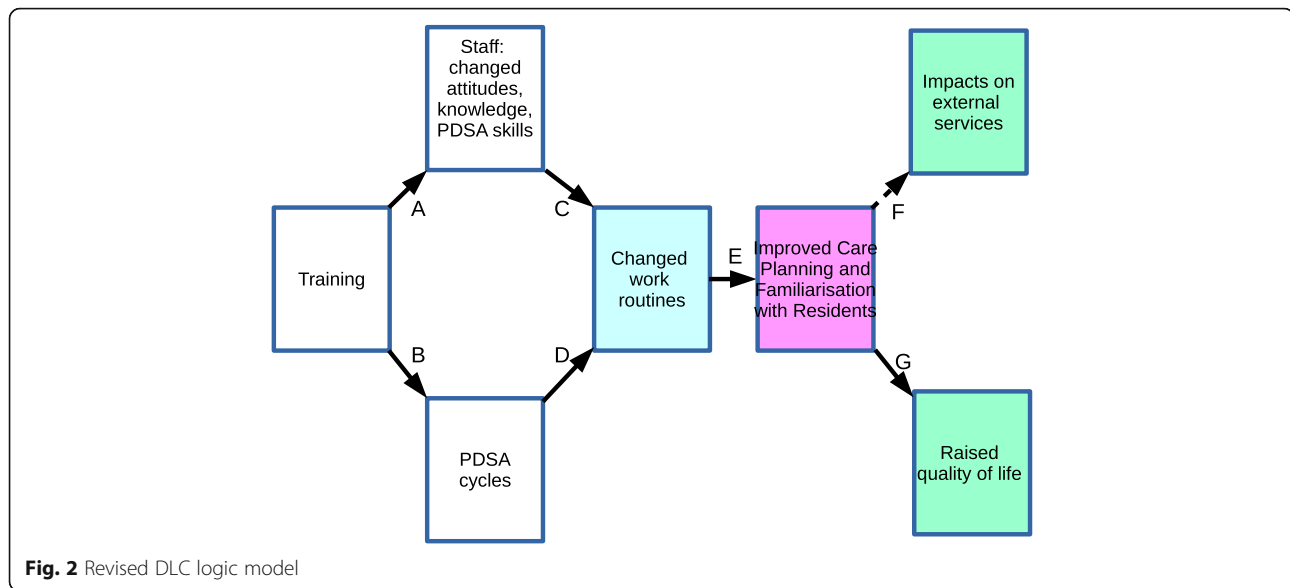 Staff:
changed
attitudes,
knowledge,
PDSA skills
Impacts on
external
services
A
C
F
Training
Changed
work
routines
E
Improved Care
Planning and
Familiarisation
with Residents
B
D
G
PDSA
cycles
Raised
quality of life
Fig. 2 Revised DLC logic model